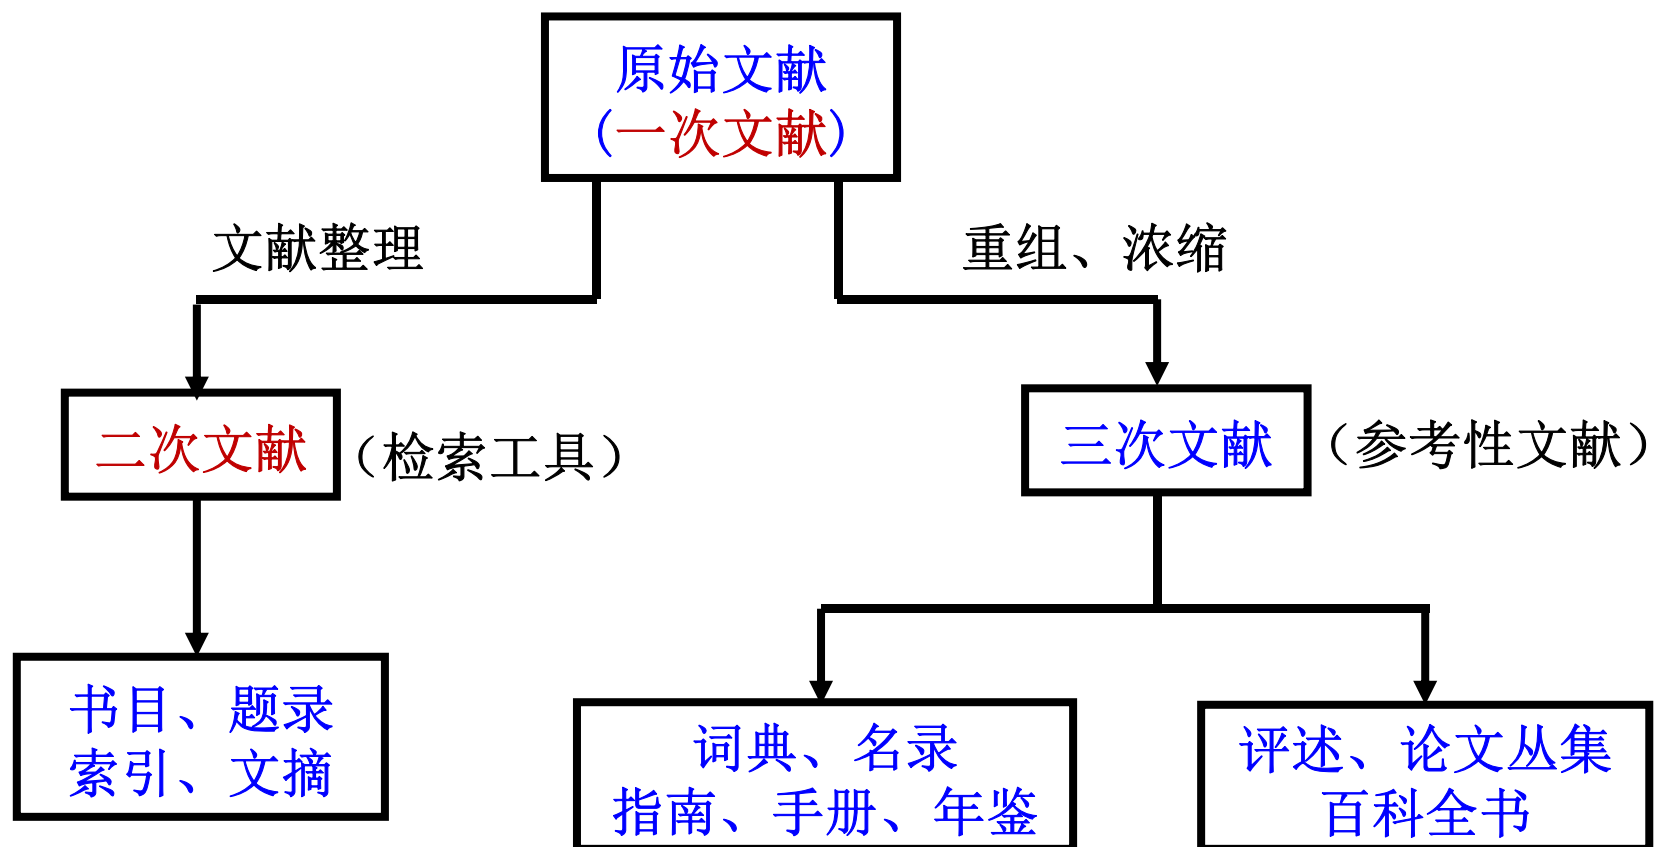 原始文献
（一次文献）
文献整理
重组、浓缩
二次文献
（检索工具）
三次文献
（参考性文献）
书目、题录
索引、文摘
词典、名录
指南、手册、年鉴
评述、论文丛集
百科全书